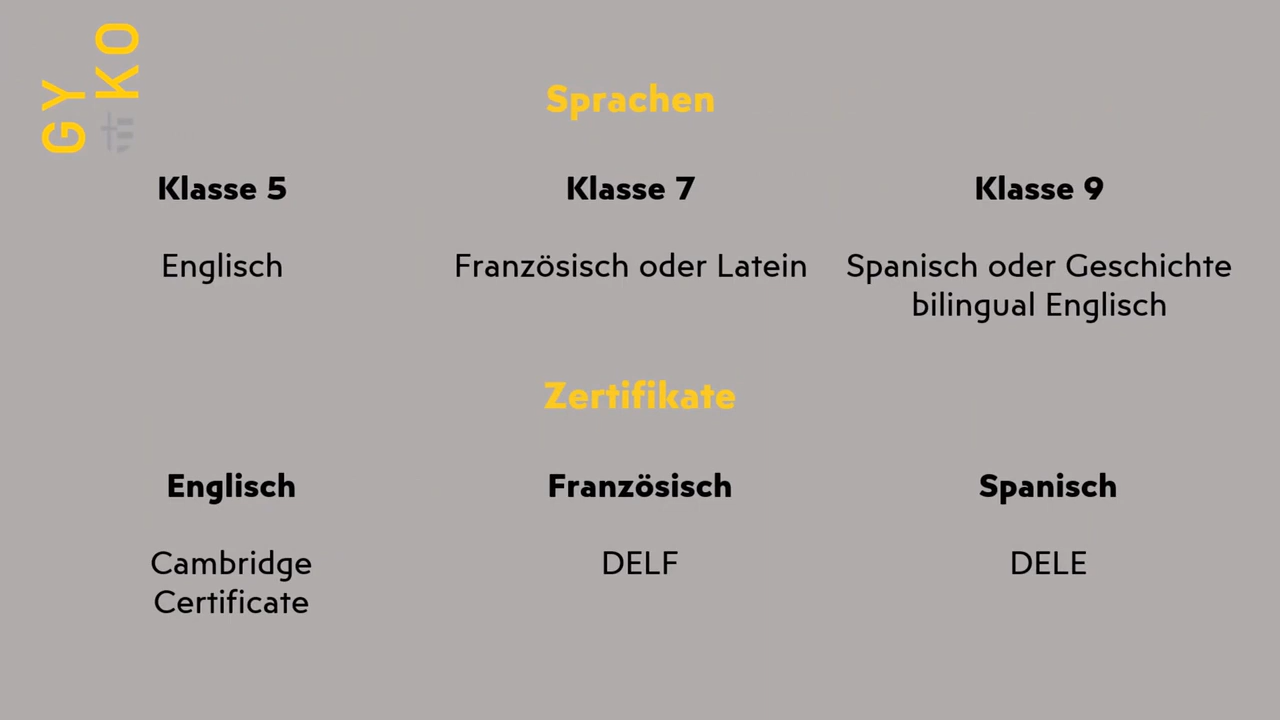 GY
KO
Sprachen
Klasse 5
Klasse 7
Klasse 9
Englisch
Französisch oder Latein
Spanisch oder Geschichte
bilingual Englisch
Zertifikate
Englisch
Französisch
Spanisch
Cambridge
Certificate
DELF
DELE